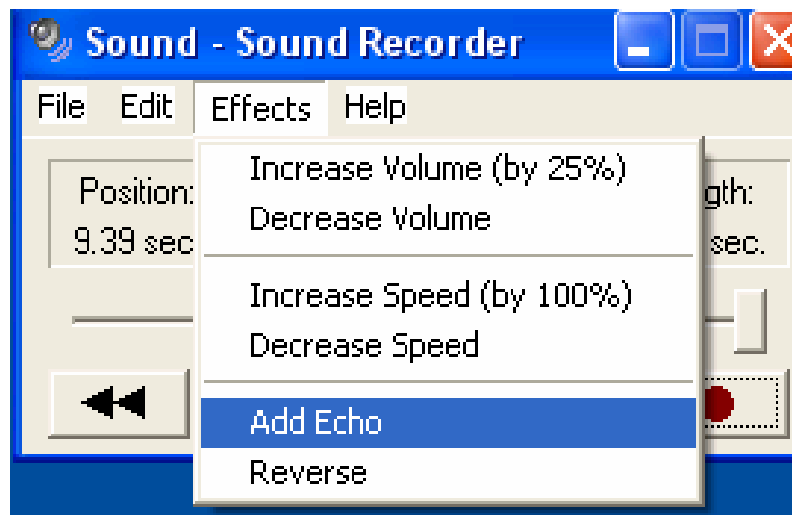 Sound - Sound Recorder
File Edit Effects Help
Increase Volume (by 25%)
Decrease Volume
Increase Speed (by 100%)
Decrease Speed
Add Echo
Reverse
Position:
9.39 sec
gth:
sec.